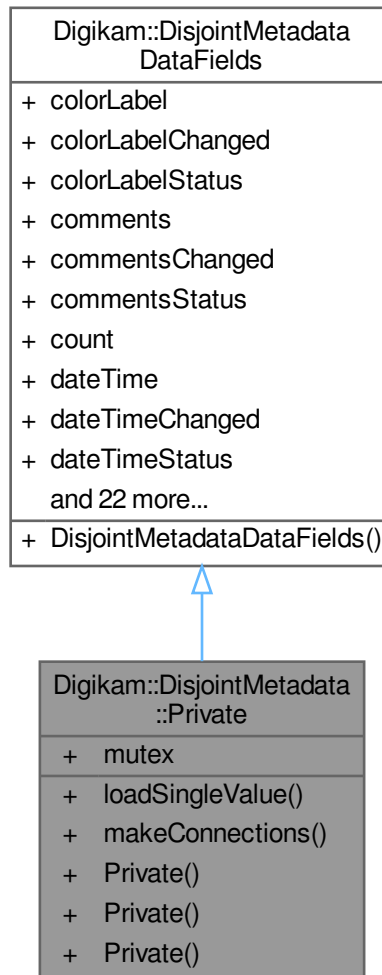 Digikam::DisjointMetadata
DataFields
+ colorLabel
+ colorLabelChanged
+ colorLabelStatus
+ comments
+ commentsChanged
+ commentsStatus
+ count
+ dateTime
+ dateTimeChanged
+ dateTimeStatus
and 22 more...
+ DisjointMetadataDataFields()
Digikam::DisjointMetadata
::Private
+ mutex
+ loadSingleValue()
+ makeConnections()
+ Private()
+ Private()
+ Private()